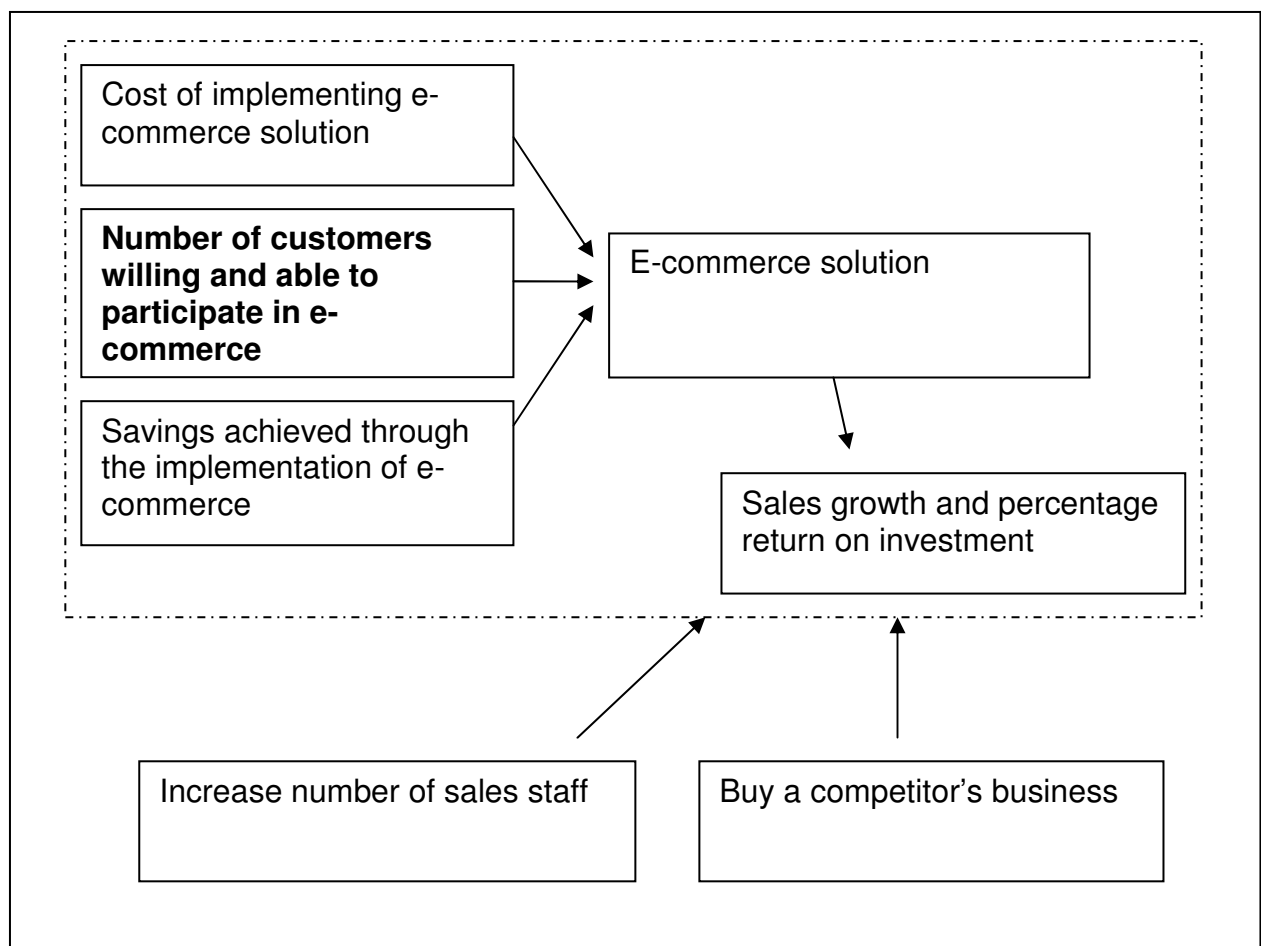 Cost of implementing e-
commerce solution
Number of customers
willing and able to
participate in e-
commerce
E-commerce solution
Savings achieved through
the implementation of e-
commerce
Sales growth and percentage
return on investment
Increase number of sales staff
Buy a competitor's business